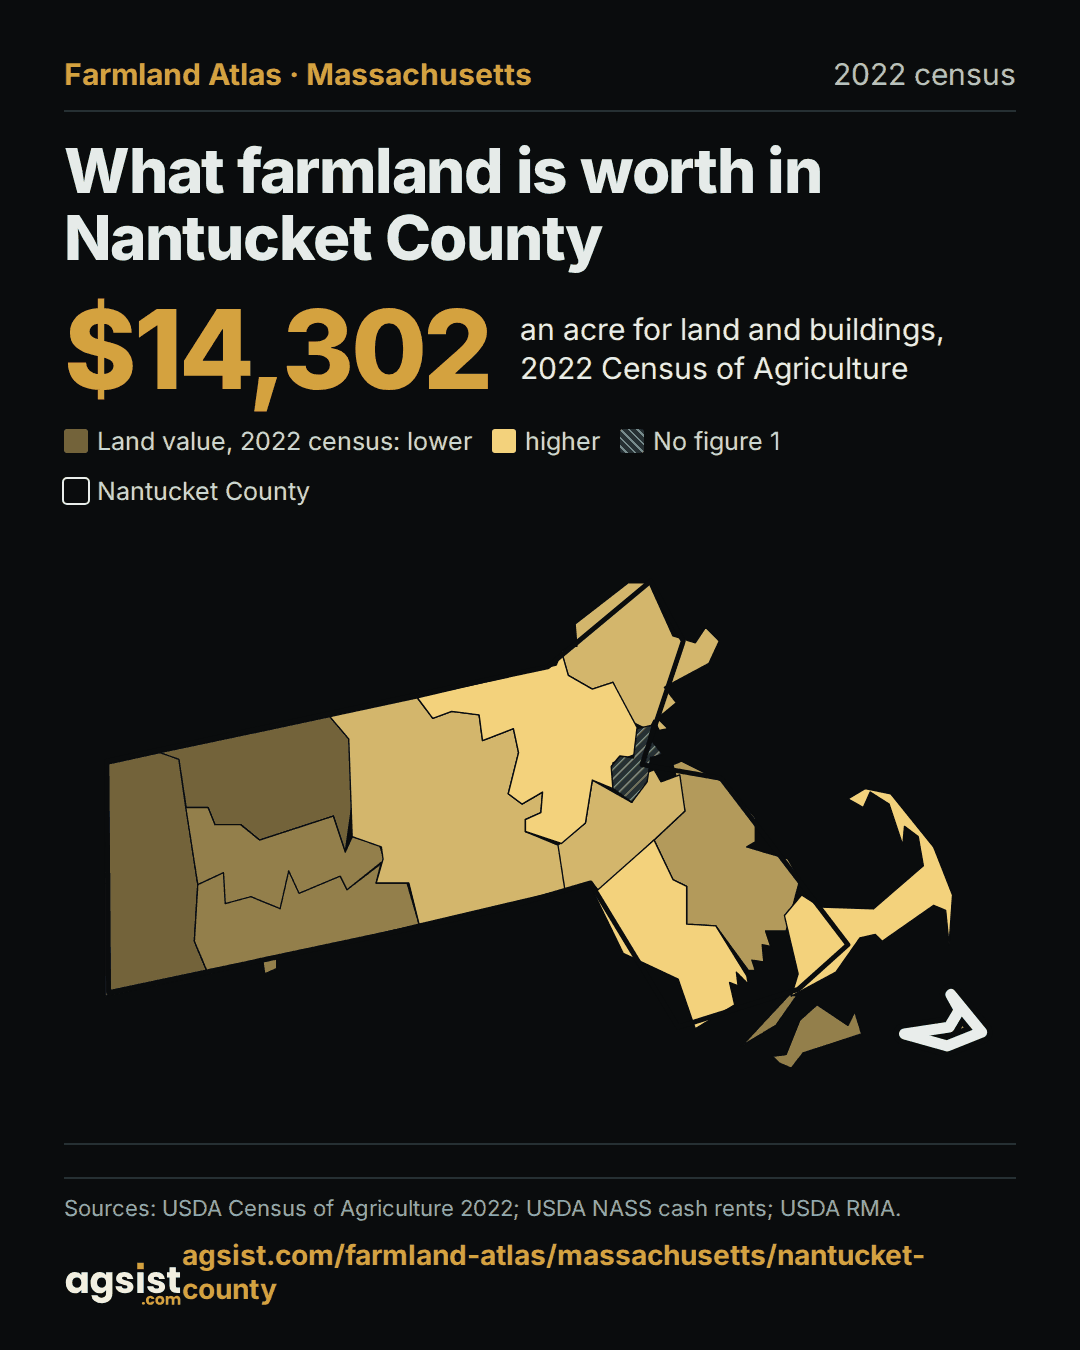 Farmland Atlas · Massachusetts
2022 census
What farmland is worth in
Nantucket County
$14,302
an acre for land and buildings,
2022 Census of Agriculture
Land value, 2022 census: lower
higher
No figure 1
Nantucket County
Sources: USDA Census of Agriculture 2022; USDA NASS cash rents; USDA RMA.
agsist
.com
agsist.com/farmland-atlas/massachusetts/nantucket-
county